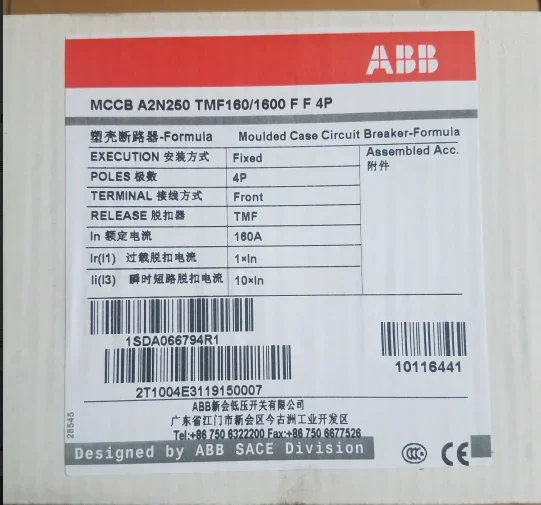 ABB
MCCB A2N250 TMF160/1600 F F 4P
塑壳断路器-Formula Moulded Case Circuit Breaker-Formula
EXECUTION 安装方式 Fixed Assembled Acc.
附件
POLES 极数 4P
TERMINAL 接线方式 Front
RELEASE 脱扣器 TMF
In 额定电流 160A
Ir(I1) 过载脱扣电流 1×In
Ii(I3) 瞬时短路脱扣电流 10×In
1SDA066794R1
10116441
2T1004E3119150007
ABB新会低压开关有限公司
广东省江门市新会区今古洲工业开发区
Tel:+86 750 6322200 Fax:+86 750 6677526
28545
Designed by ABB SACE Division
CCC
CE